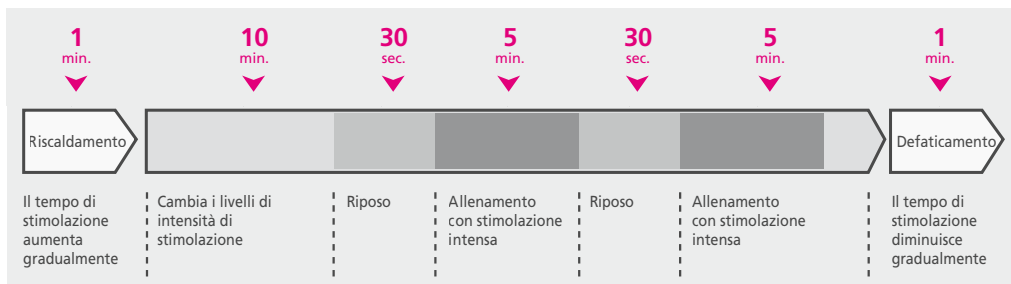 1
min.
10
min.
30
sec.
5
min.
30
sec.
5
min.
1
min.
Riscaldamento
Defaticamento
Il tempo di
stimolazione
aumenta
gradualmente
Cambia i livelli di
intensità di
stimolazione
Riposo
Allenamento
con stimolazione
intensa
Riposo
Allenamento
con stimolazione
intensa
Il tempo di
stimolazione
diminuisce
gradualmente